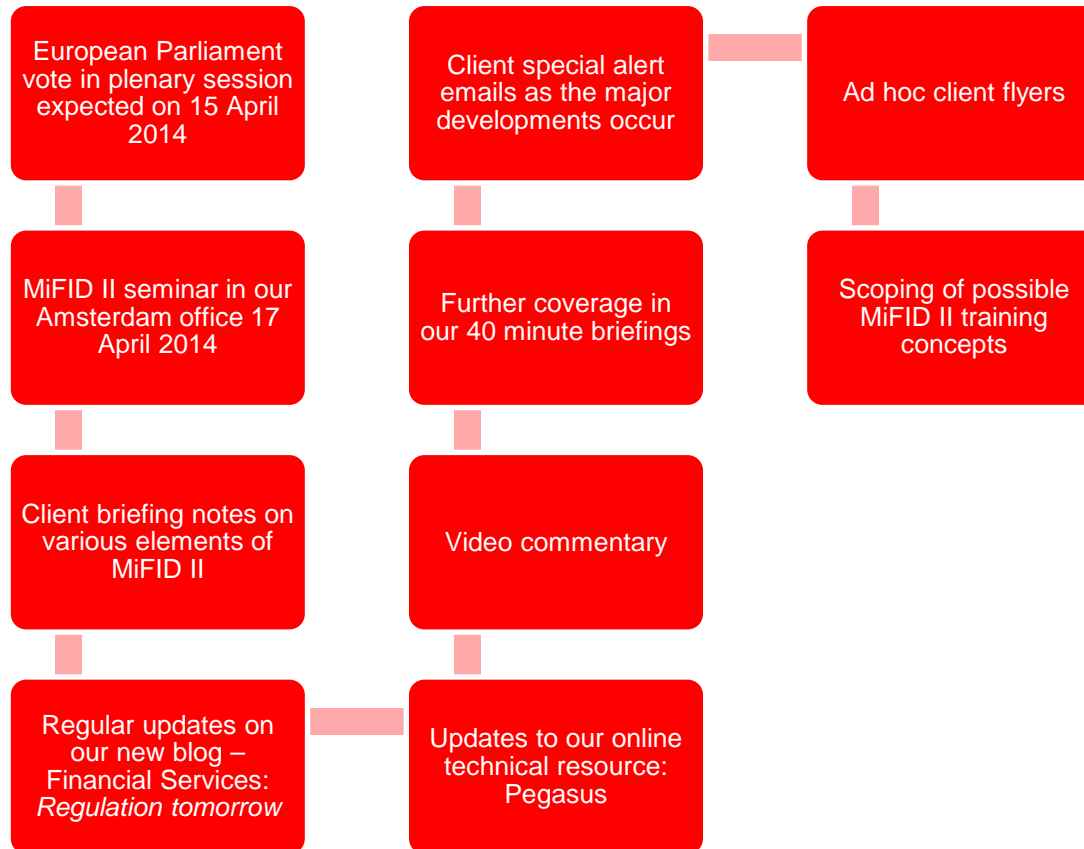 European Parliament
vote in plenary session
expected on 15 April
2014
MiFID II seminar in our
Amsterdam office 17
April 2014
Client briefing notes on
various elements of
MiFID II
Regular updates on
our new blog –
Financial Services:
Regulation tomorrow
Updates to our online
technical resource:
Pegasus
Video commentary
Further coverage in
our 40 minute briefings
Client special alert
emails as the major
developments occur
Ad hoc client flyers
Scoping of possible
MiFID II training
concepts